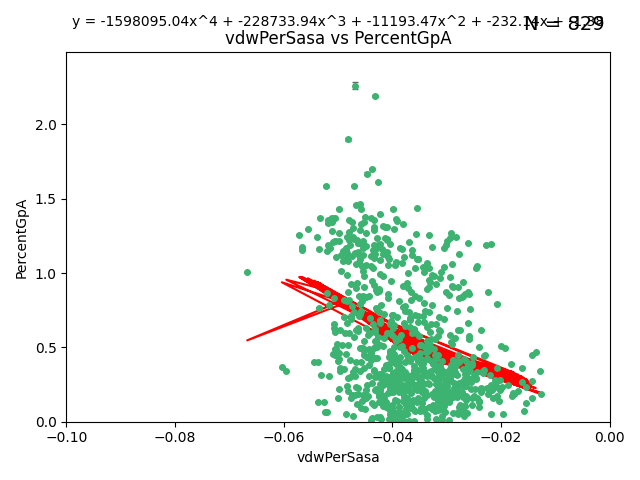 y = -1598095.04x^4 + -228733.94x^3 + -11193.47x^2 + -232.14x + 
N = 829
vdwPerSasa vs PercentGpA
PercentGpA
2.0
1.5
1.0
0.5
0.0
-0.10
-0.08
-0.06
-0.04
-0.02
0.00
vdwPerSasa